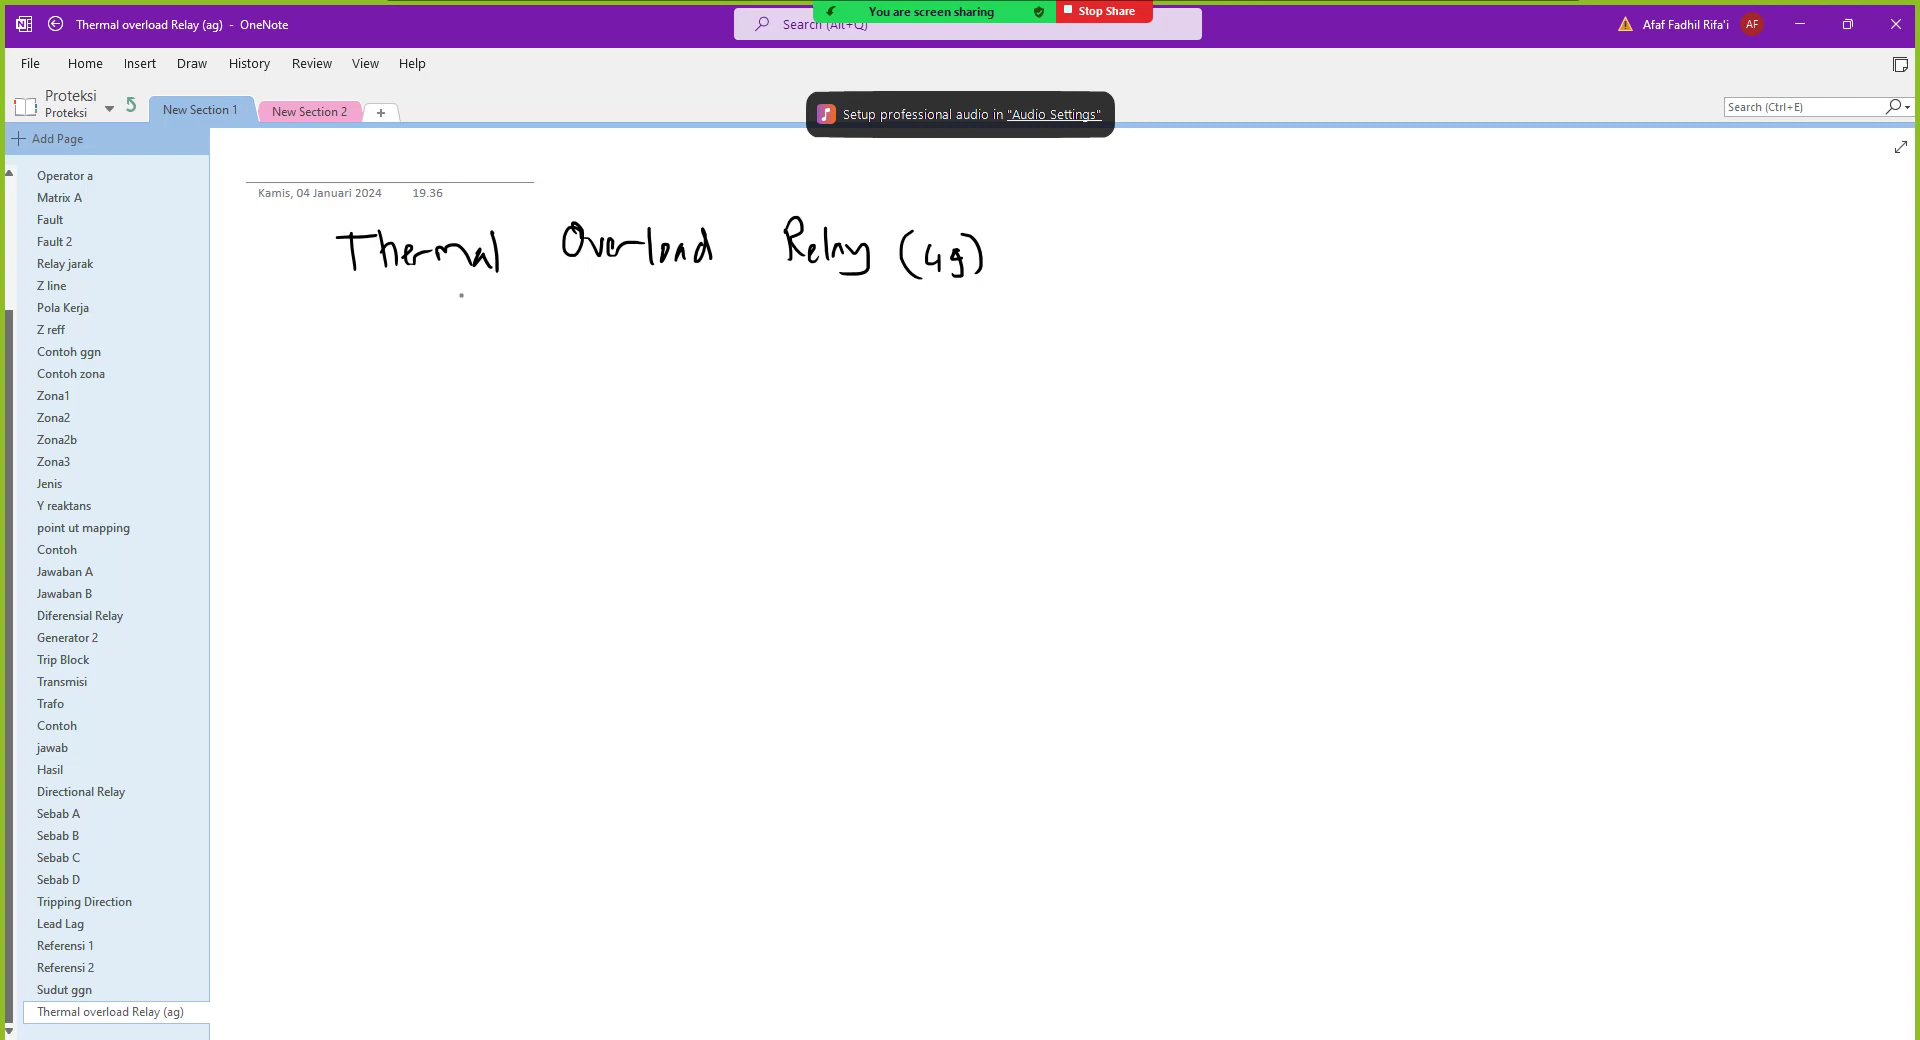 Thermal overload Relay (ag) - OneNote
Search (Alt+Q)
You are screen sharing
Stop Share
Afaf Fadhil Rifa'i
AF
File Home Insert Draw History Review View Help
Proteksi
Proteksi
New Section 1
New Section 2
+
Setup professional audio in "Audio Settings"
Search (Ctrl+E)
Add Page
Kamis, 04 Januari 2024 19.36
Thermal Overload Relay (49)
Operator a
Matrix A
Fault
Fault 2
Relay jarak
Z line
Pola Kerja
Z reff
Contoh ggn
Contoh zona
Zona1
Zona2
Zona2b
Zona3
Jenis
Y reaktans
point ut mapping
Contoh
Jawaban A
Jawaban B
Diferensial Relay
Generator 2
Trip Block
Transmisi
Trafo
Contoh
jawab
Hasil
Directional Relay
Sebab A
Sebab B
Sebab C
Sebab D
Tripping Direction
Lead Lag
Referensi 1
Referensi 2
Sudut ggn
Thermal overload Relay (ag)